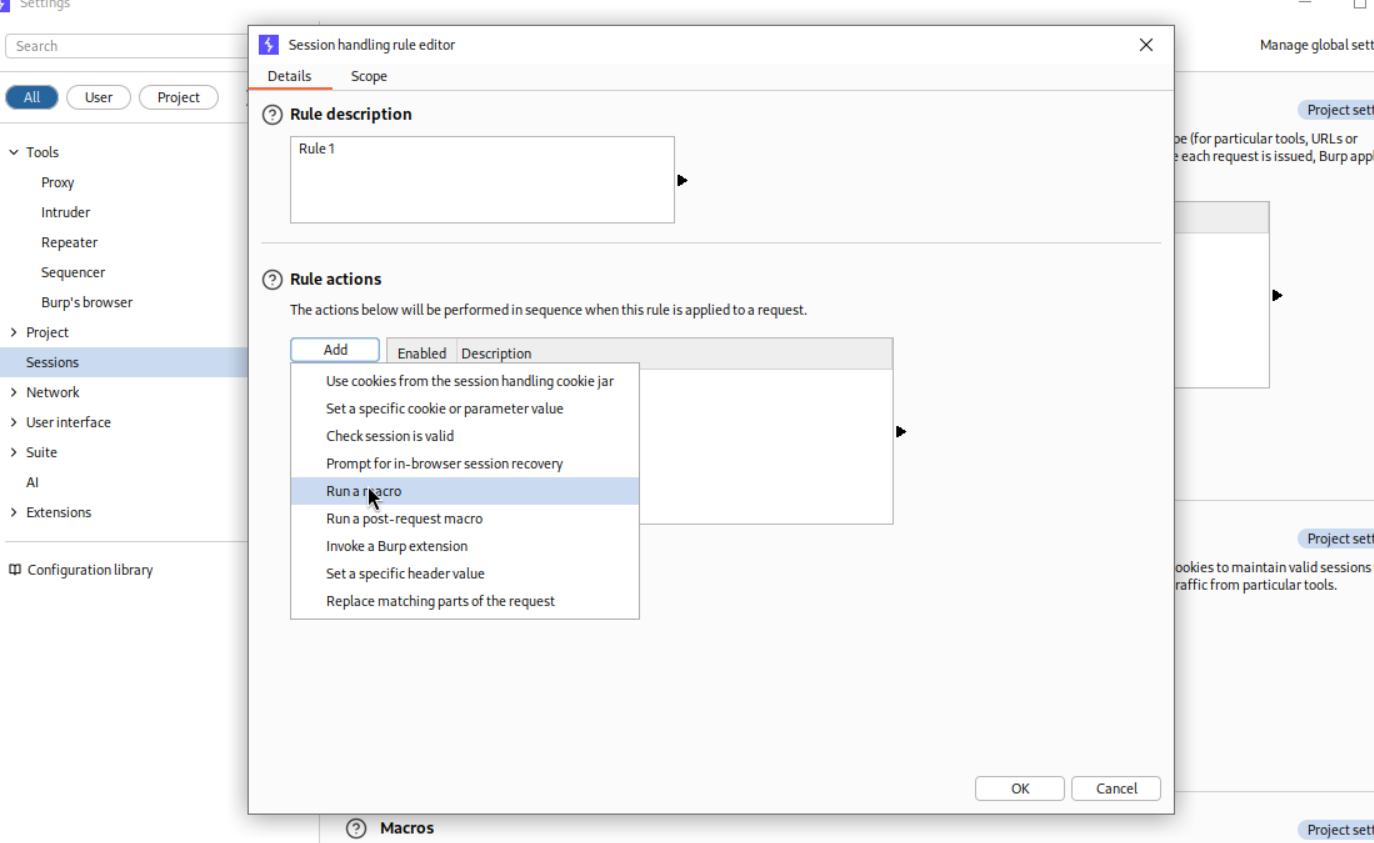 Settings
Search
Manage global sett
All
User
Project
Tools
Proxy
Intruder
Repeater
Sequencer
Burp's browser
Project
Sessions
Network
User interface
Suite
AI
Extensions
Configuration library
Session handling rule editor
Details
Scope
Rule description
Rule 1
Rule actions
The actions below will be performed in sequence when this rule is applied to a request.
Add
Enabled
Description
Use cookies from the session handling cookie jar
Set a specific cookie or parameter value
Check session is valid
Prompt for in-browser session recovery
Run a macro
Run a post-request macro
Invoke a Burp extension
Set a specific header value
Replace matching parts of the request
OK
Cancel
Project sett
pe (for particular tools, URLs or
e each request is issued, Burp appl
Project sett
ookies to maintain valid sessions
raffic from particular tools.
Macros
Project sett